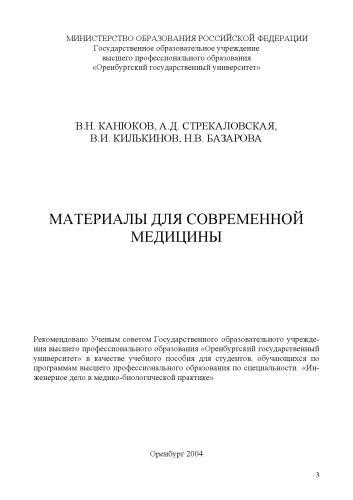 МИНИСТЕРСТВО ОБРАЗОВАНИЯ РОССИЙСКОЙ ФЕДЕРАЦИИ
Государственное образовательное учреждение
высшего профессионального образования
«Оренбургский государственный университет»
В.Н. КАНЮКОВ, А.Д. СТРЕКАЛОВСКАЯ,
В.И. КИЛЬКИНОВ, Н.В. БАЗАРОВА
МАТЕРИАЛЫ ДЛЯ СОВРЕМЕННОЙ
МЕДИЦИНЫ
Рекомендовано Ученым советом Государственного образовательного учрежде-
ния высшего профессионального образования «Оренбургский государственный
университет» в качестве учебного пособия для студентов, обучающихся по
программам высшего профессионального образования по специальности «Ин-
женерное дело в медико-биологической практике»
Оренбург 2004
3